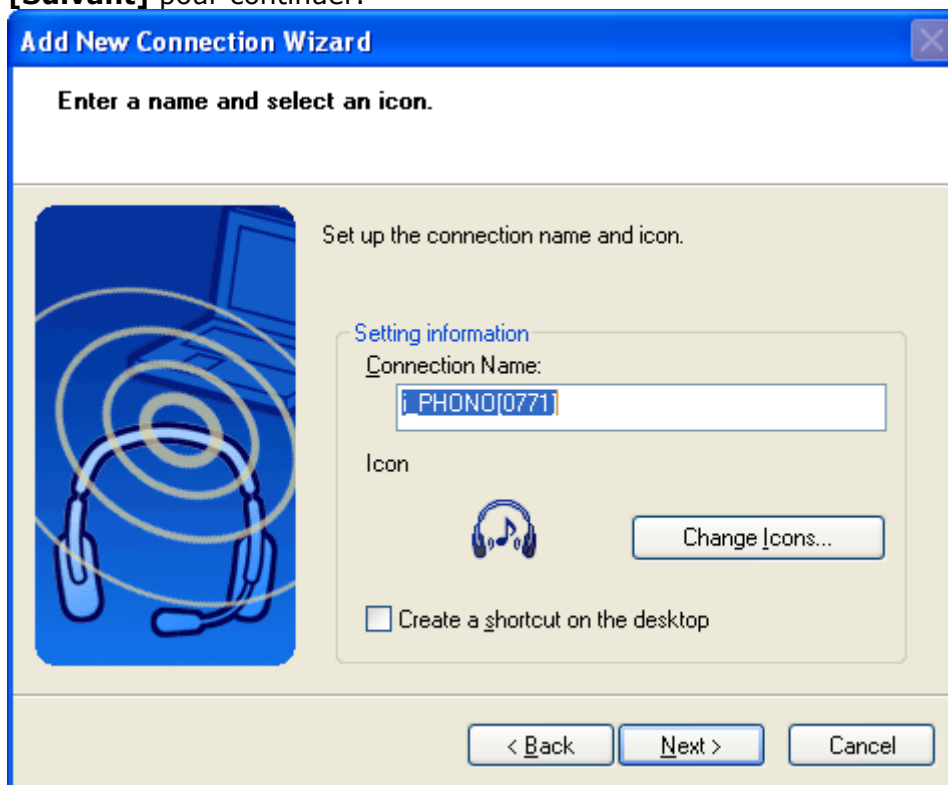 [Suivant] pour continuer.
Add New Connection Wizard
Enter a name and select an icon.
Set up the connection name and icon.
Setting information
Connection Name:
i_PHONO[0771]
Icon
Change Icons...
Create a shortcut on the desktop
< Back
Next >
Cancel